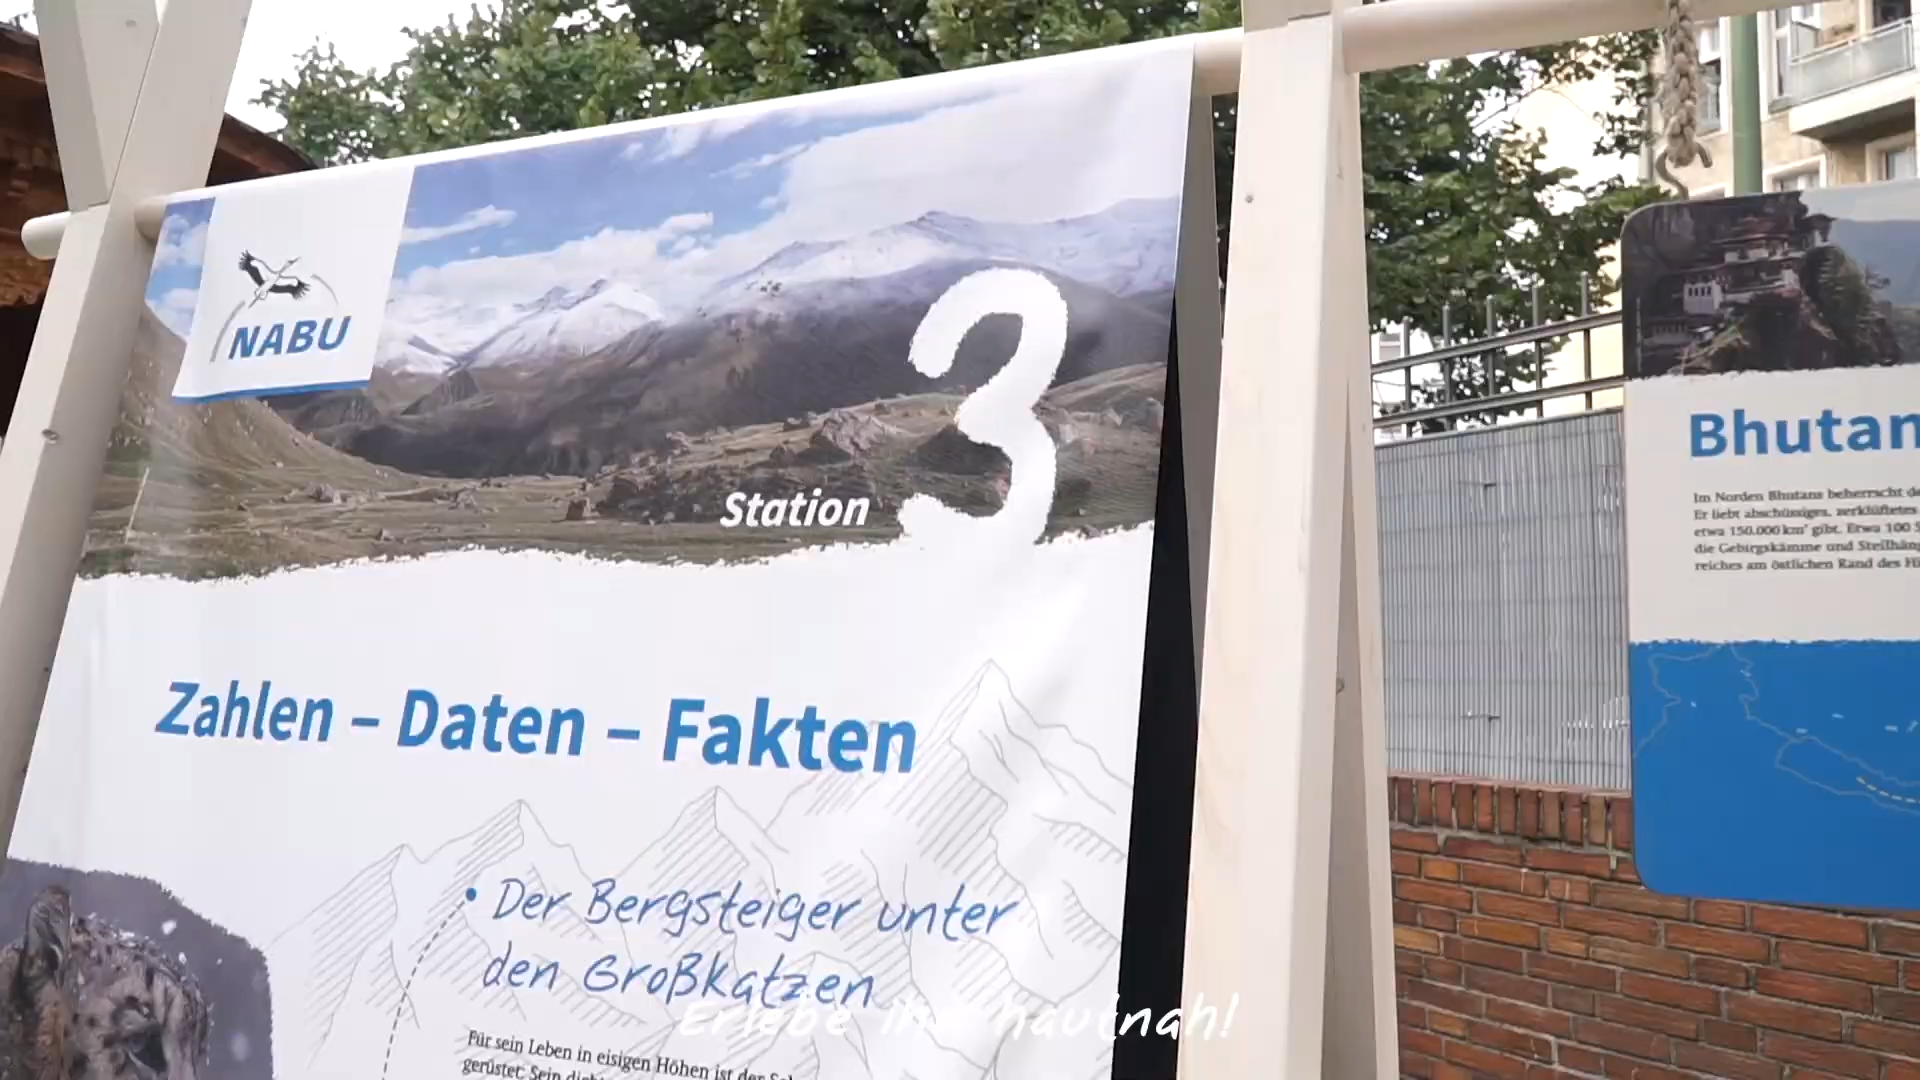 NABU
Station 3
Zahlen – Daten – Fakten
• Der Bergsteiger unter
den Großkatzen
Für sein Leben in eisigen Höhen ist der
gerüstet. Sein
Erlebe ihn hautnah!
Bhutan
Im Norden Bhutans beherrscht
Er liebt abschüssiges, zerklüftetes
etwa 150.000 km² gibt. Etwa 100
die Gebirgskämme und Steilhäng
reiches am östlichen Rand des